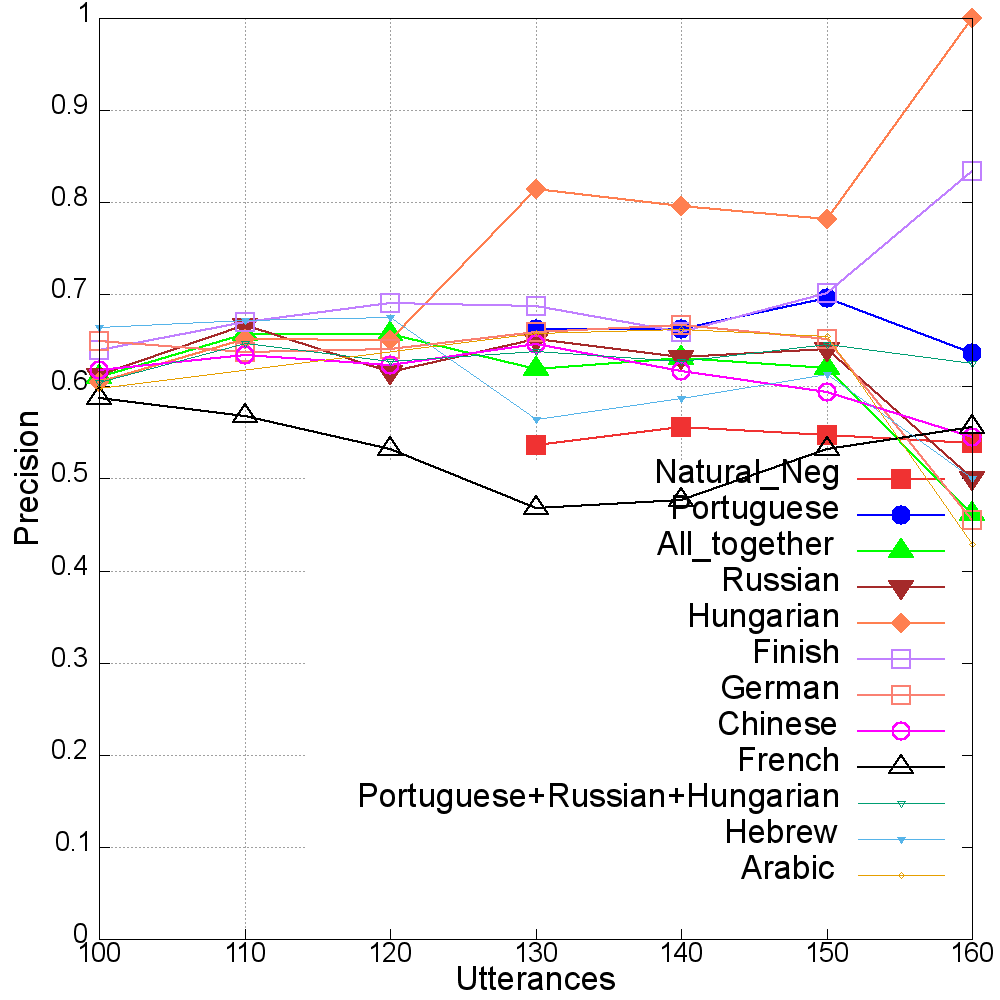 1
0.9
0.8
0.7
0.6
0.5
0.4
0.3
0.2
0.1
0
Precision
Natural_Neg
Portuguese
All_together
Russian
Hungarian
Finish
German
Chinese
French
Portuguese+Russian+Hungarian
Hebrew
Arabic
100 110 120 130 140 150 160
Utterances